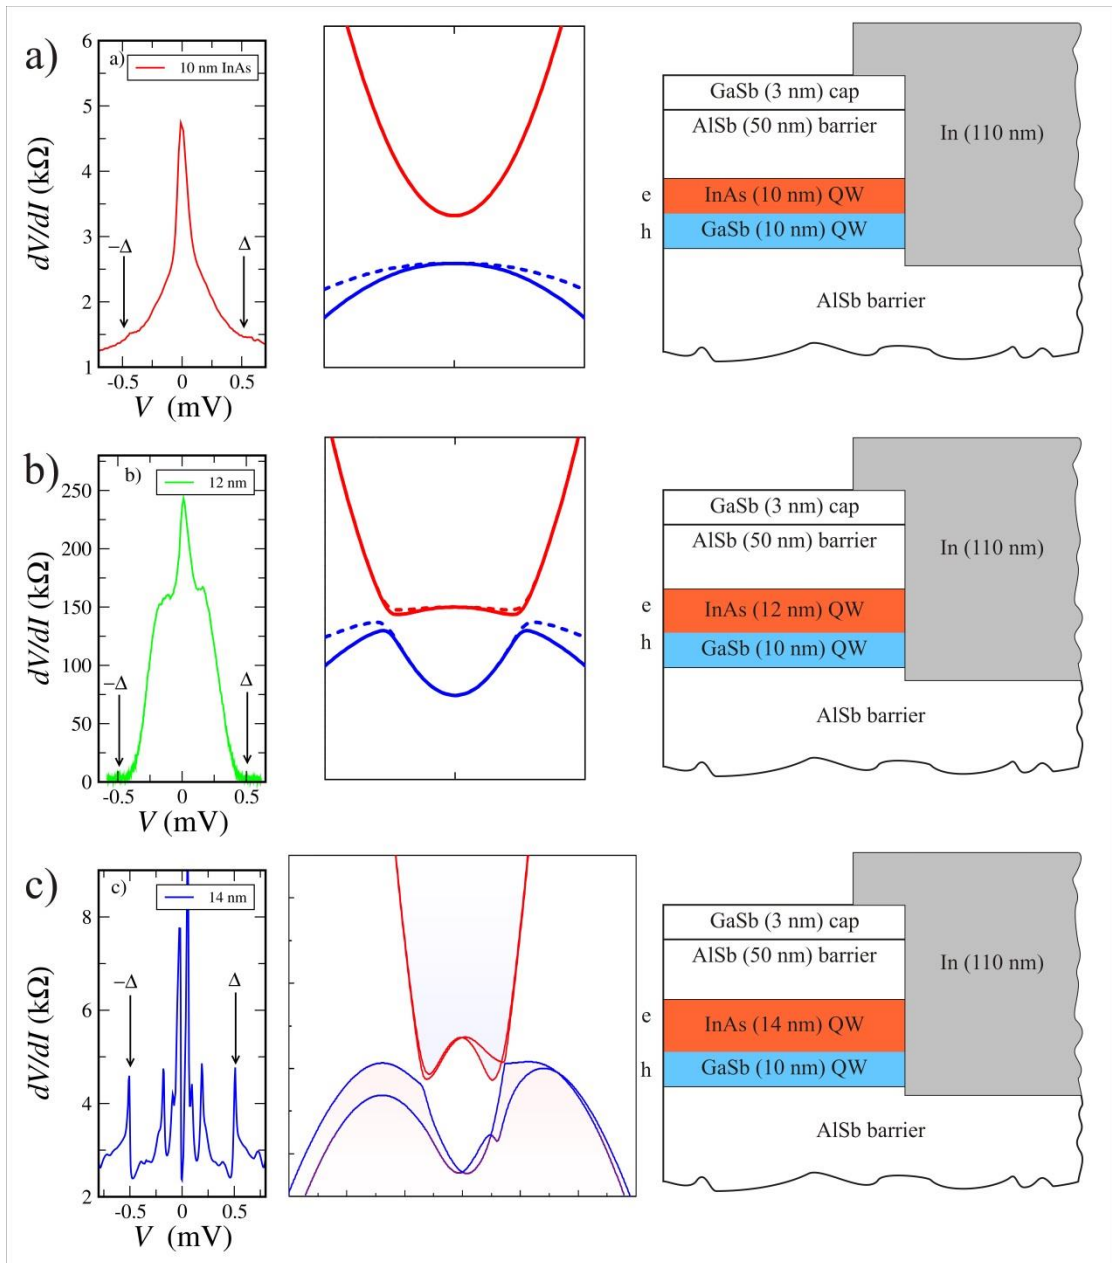 a)
a)
10 nm InAs
6
5
4
3
2
1
dV/dI (kΩ)
−Δ
Δ
-0.5
0
0.5
V (mV)
GaSb (3 nm) cap
AlSb (50 nm) barrier
In (110 nm)
e
InAs (10 nm) QW
h
GaSb (10 nm) QW
AlSb barrier
b)
b)
12 nm
250
200
150
100
50
0
dV/dI (kΩ)
−Δ
Δ
-0.5
0
0.5
V (mV)
GaSb (3 nm) cap
AlSb (50 nm) barrier
In (110 nm)
e
InAs (12 nm) QW
h
GaSb (10 nm) QW
AlSb barrier
c)
c)
14 nm
8
6
4
2
dV/dI (kΩ)
−Δ
Δ
-0.5
0
0.5
V (mV)
GaSb (3 nm) cap
AlSb (50 nm) barrier
In (110 nm)
e
InAs (14 nm) QW
h
GaSb (10 nm) QW
AlSb barrier